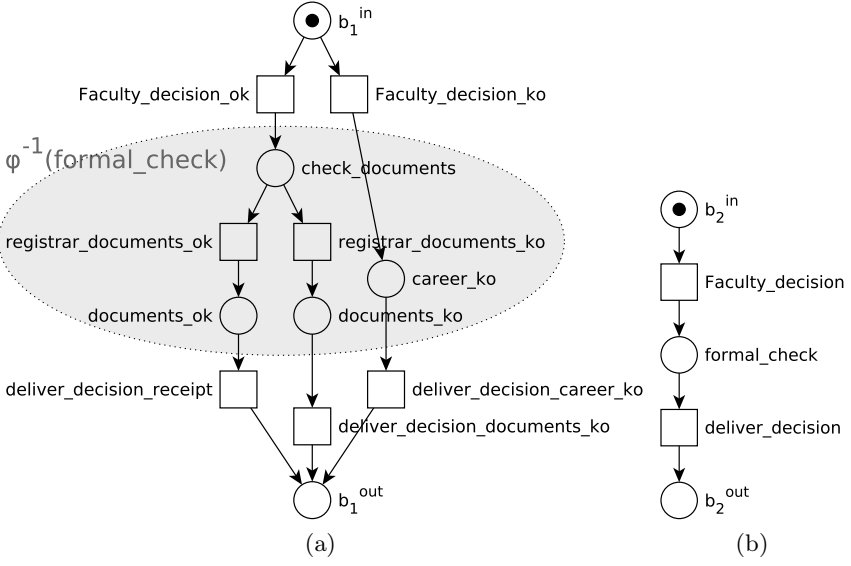 b₁ⁱⁿ
Faculty_decision_ok
Faculty_decision_ko
φ⁻¹(formal_check)
check_documents
registrar_documents_ok
registrar_documents_ko
career_ko
documents_ok
documents_ko
deliver_decision_receipt
deliver_decision_career_ko
deliver_decision_documents_ko
b₁ᵒᵘᵗ
(a)
b₂ⁱⁿ
Faculty_decision
formal_check
deliver_decision
b₂ᵒᵘᵗ
(b)